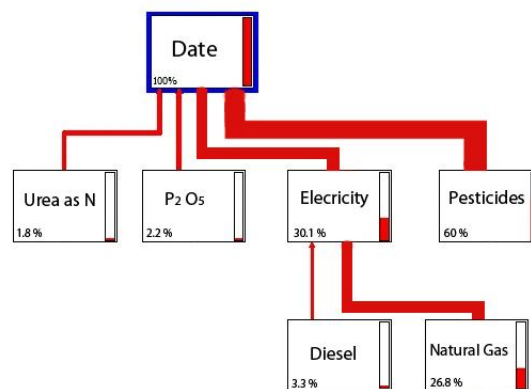 Date
100%
Urea as N
1.8 %
P₂ O₅
2.2 %
Elecricity
30.1 %
Pesticides
60 %
Diesel
3.3 %
Natural Gas
26.8 %